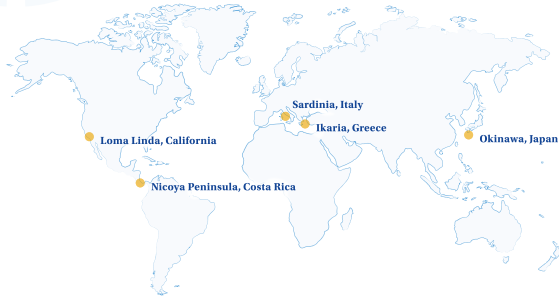 Sardinia, Italy
Ikaria, Greece
Loma Linda, California
Okinawa, Japan
Nicoya Peninsula, Costa Rica